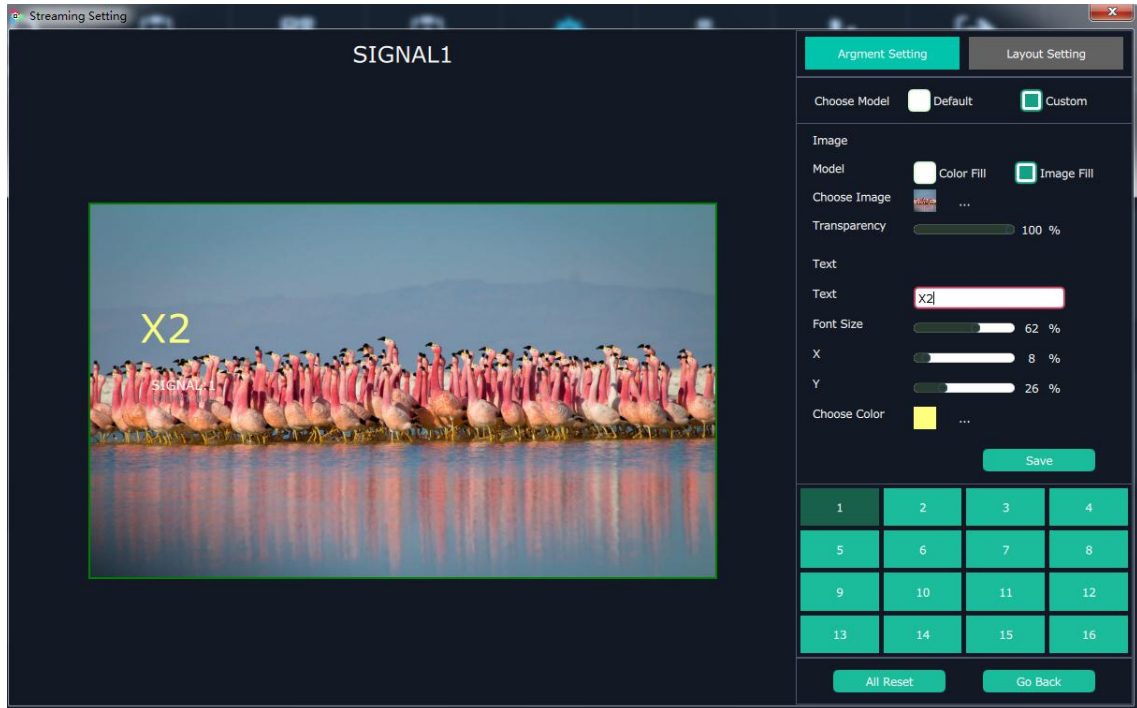 Streaming Setting
SIGNAL1
X2
SIGNAL 1
Argment Setting Layout Setting
Choose Model Default Custom
Image
Model Color Fill Image Fill
Choose Image ...
Transparency 100 %
Text
Text X2
Font Size 62 %
X 8 %
Y 26 %
Choose Color ...
Save
1 2 3 4
5 6 7 8
9 10 11 12
13 14 15 16
All Reset Go Back